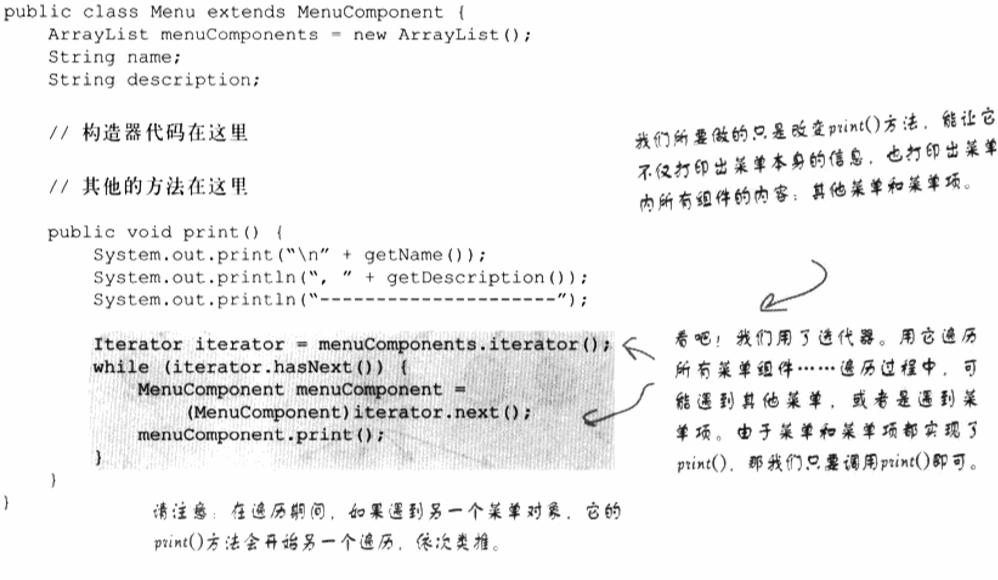 public class Menu extends MenuComponent {
ArrayList menuComponents = new ArrayList();
String name;
String description;
// 构造器代码在这里
// 其他的方法在这里
我们所要做的只是改变print()方法，能让它
不仅打印出菜单本身的信息，也打印出菜单
内所有组件的内容：其他菜单和菜单项。
public void print() {
System.out.print(“\n” + getName());
System.out.println(“, ” + getDescription());
System.out.println(“---------------------”);
Iterator iterator = menuComponents.iterator();
while (iterator.hasNext()) {
MenuComponent menuComponent =
(MenuComponent)iterator.next();
menuComponent.print();
}
}
}
看吧！我们用了迭代器。用它遍历
所有菜单组件……遍历过程中，可
能遇到其他菜单，或者是遇到菜
单项。由于菜单和菜单项都实现了
print()，那我们只要调用print()即可。
请注意：在遍历期间，如果遇到另一个菜单对象，它的
print()方法会开始另一个遍历，依次类推。